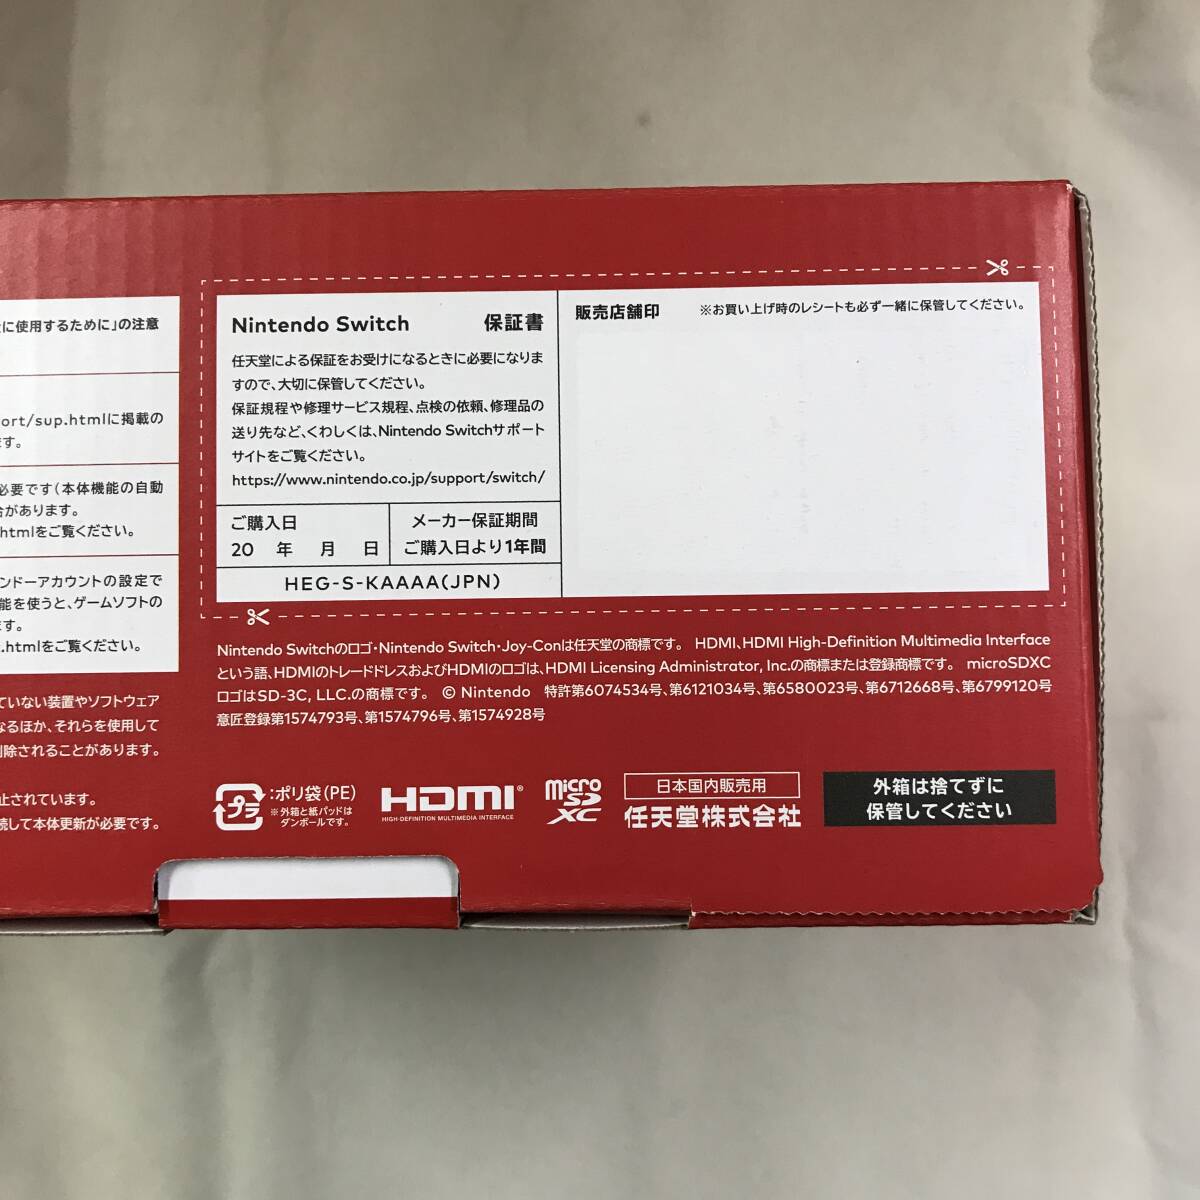 に使用するために」の注意
ort/sup.htmlに掲載の
す。
必要です(本体機能の自動
合があります。
htmlをご覧ください。
ンドーアカウントの設定で
能を使うと、ゲームソフトの
ます。
.htmlをご覧ください。
ていない装置やソフトウェア
なるほか、それらを使用して
削除されることがあります。
止されています。
続して本体更新が必要です。
Nintendo Switch 保証書
任天堂による保証をお受けになるときに必要になりま
すので、大切に保管してください。
保証規程や修理サービス規程、点検の依頼、修理品の
送り先など、くわしくは、Nintendo Switchサポート
サイトをご覧ください。
https://www.nintendo.co.jp/support/switch/
ご購入日
20 年 月 日
メーカー保証期間
ご購入日より1年間
HEG-S-KAAAA(JPN)
販売店舗印 ※お買い上げ時のレシートも必ず一緒に保管してください。
Nintendo Switchのロゴ・Nintendo Switch・Joy-Conは任天堂の商標です。 HDMI、HDMI High-Definition Multimedia Interface
という語、HDMIのトレードドレスおよびHDMIのロゴは、HDMI Licensing Administrator, Inc.の商標または登録商標です。 microSDXC
ロゴはSD-3C, LLC.の商標です。 © Nintendo 特許第6074534号、第6121034号、第6580023号、第6712668号、第6799120号
意匠登録第1574793号、第1574796号、第1574928号
プラ
:ポリ袋(PE)
※外箱と紙パッドは
ダンボールです。
HDMI®
HIGH-DEFINITION MULTIMEDIA INTERFACE
micro
SD
XC
日本国内販売用
任天堂株式会社
外箱は捨てずに
保管してください